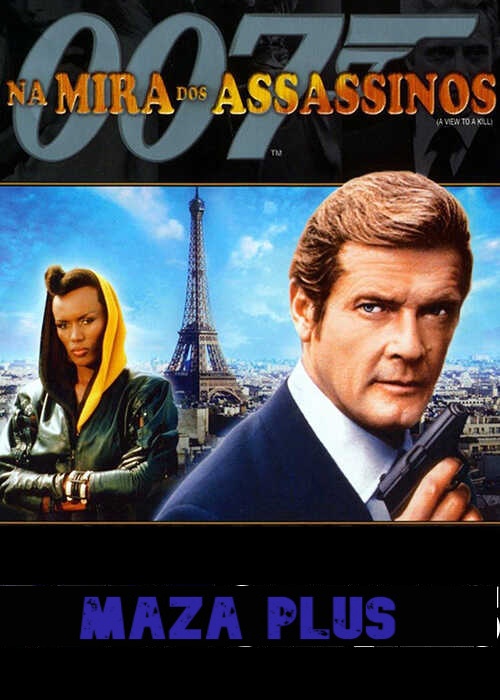 007
NA MIRA DOS ASSASSINOS
(A VIEW TO A KILL)
TM
MAZA PLUS